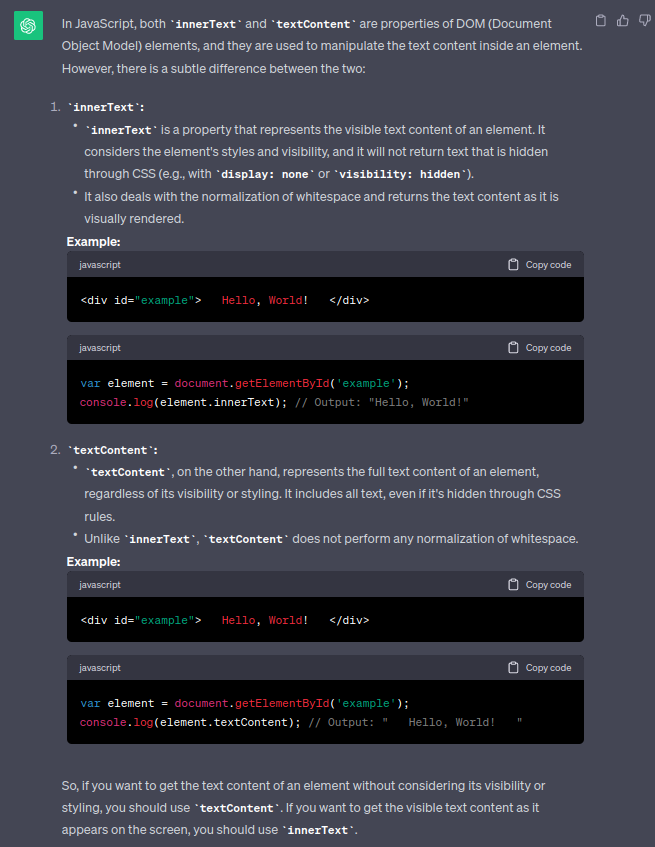 In JavaScript, both `innerText` and `textContent` are properties of DOM (Document
Object Model) elements, and they are used to manipulate the text content inside an element.
However, there is a subtle difference between the two:
1. `innerText`:
• `innerText` is a property that represents the visible text content of an element. It
considers the element's styles and visibility, and it will not return text that is hidden
through CSS (e.g., with `display: none` or `visibility: hidden`).
• It also deals with the normalization of whitespace and returns the text content as it is
visually rendered.
Example:
javascript Copy code
<div id="example">   Hello, World!   </div>
javascript Copy code
var element = document.getElementById('example');
console.log(element.innerText); // Output: "Hello, World!"
2. `textContent`:
• `textContent`, on the other hand, represents the full text content of an element,
regardless of its visibility or styling. It includes all text, even if it's hidden through CSS
rules.
• Unlike `innerText`, `textContent` does not perform any normalization of whitespace.
Example:
javascript Copy code
<div id="example">   Hello, World!   </div>
javascript Copy code
var element = document.getElementById('example');
console.log(element.textContent); // Output: "   Hello, World!   "
So, if you want to get the text content of an element without considering its visibility or
styling, you should use `textContent`. If you want to get the visible text content as it
appears on the screen, you should use `innerText`.